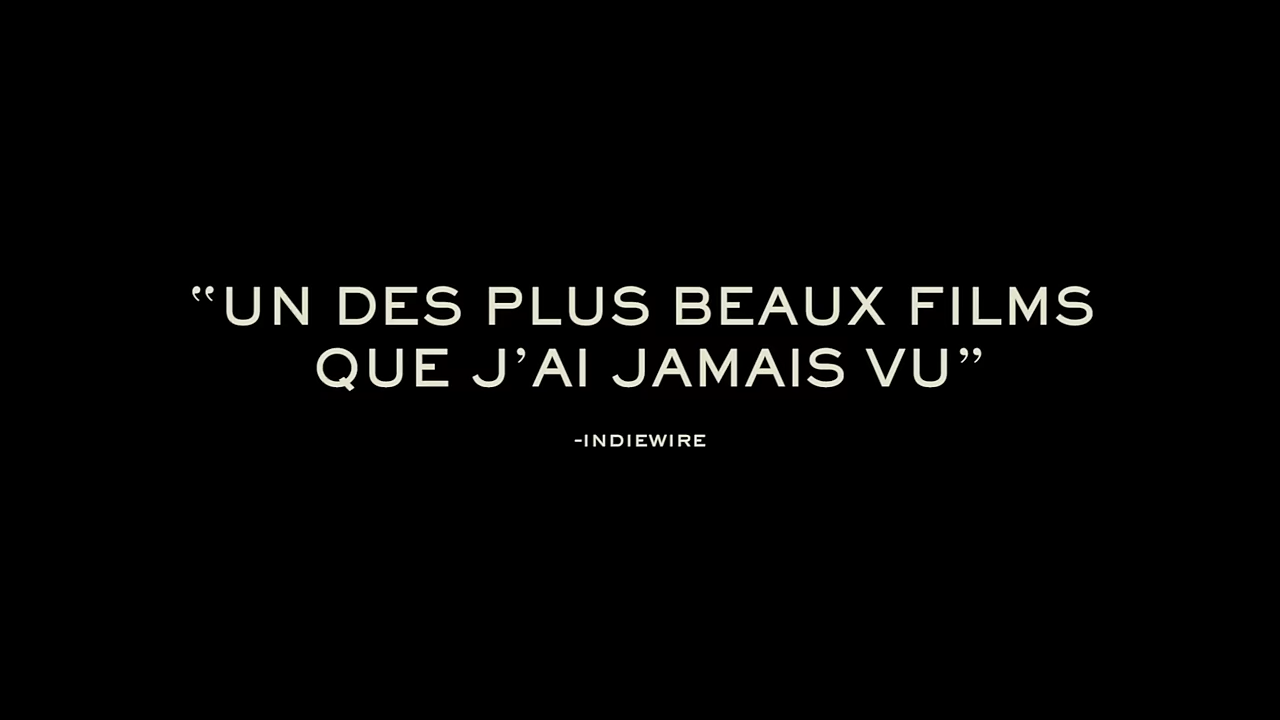 “UN DES PLUS BEAUX FILMS
QUE J’AI JAMAIS VU”
-INDIEWIRE